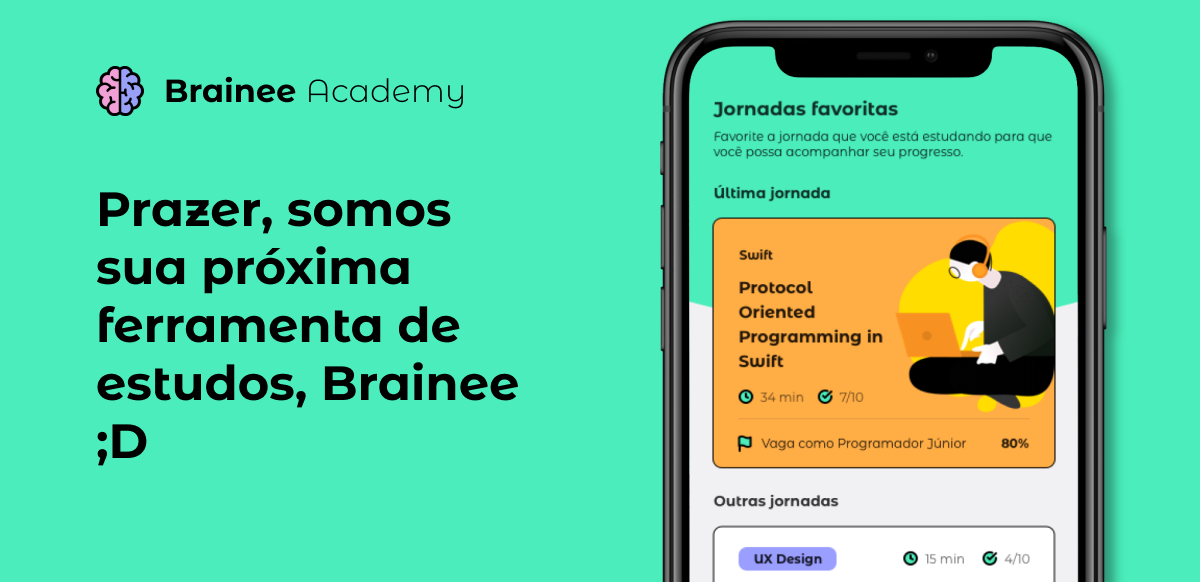 Brainee Academy
Prazer, somos
sua próxima
ferramenta de
estudos, Brainee
;D
Jornadas favoritas
Favorite a jornada que você está estudando para que
você possa acompanhar seu progresso.
Última jornada
Swift
Protocol
Oriented
Programming in
Swift
34 min 7/10
Vaga como Programador Júnior 80%
Outras jornadas
UX Design 15 min 4/10